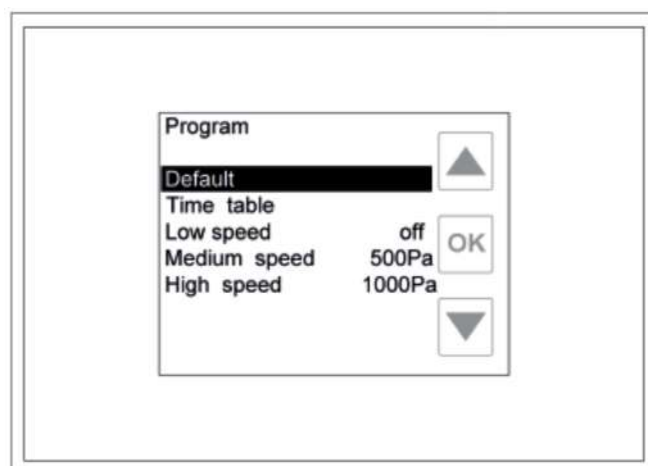 Program
Default
Time table
Low speed off
Medium speed 500Pa
High speed 1000Pa
OK